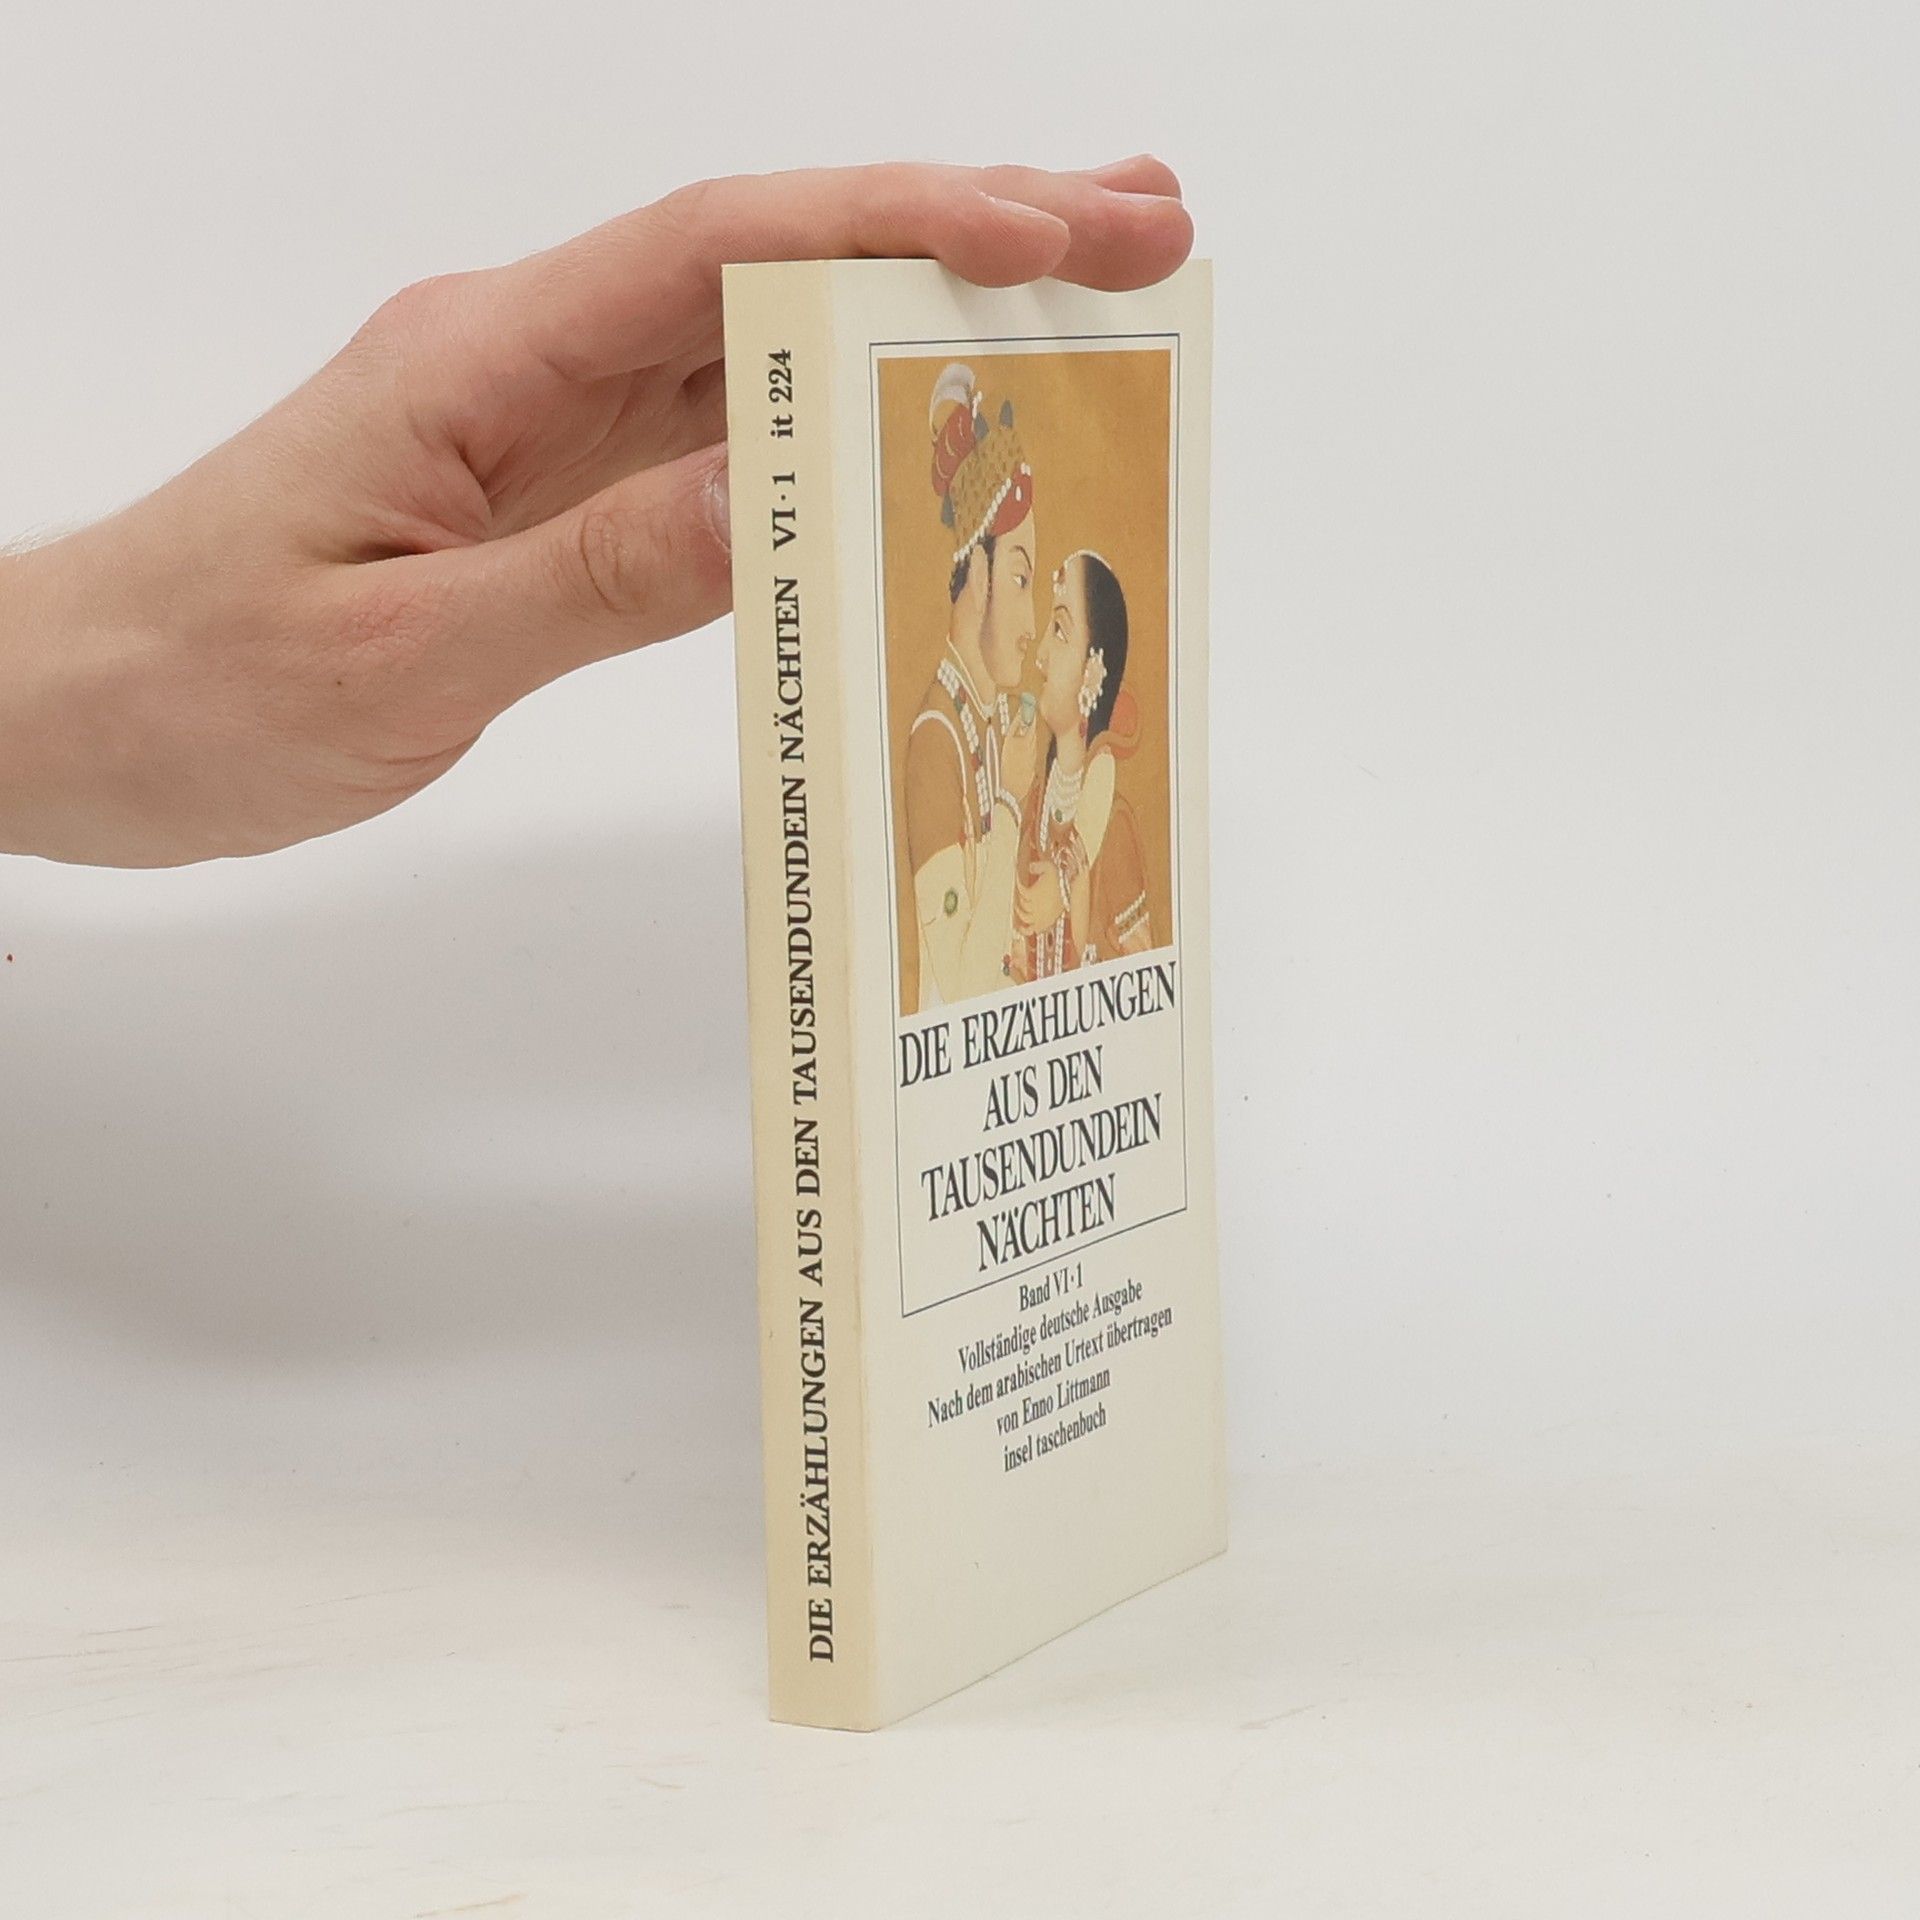 DIE ERZÄHLUNGEN AUS DEN TAUSENDUNDEIN NÄCHTEN VI·1 it 224
DIE ERZÄHLUNGEN
AUS DEN
TAUSENDUNDEIN
NÄCHTEN
Band VI·1
Vollständige deutsche Ausgabe
Nach dem arabischen Urtext übertragen
von Enno Littmann
insel taschenbuch